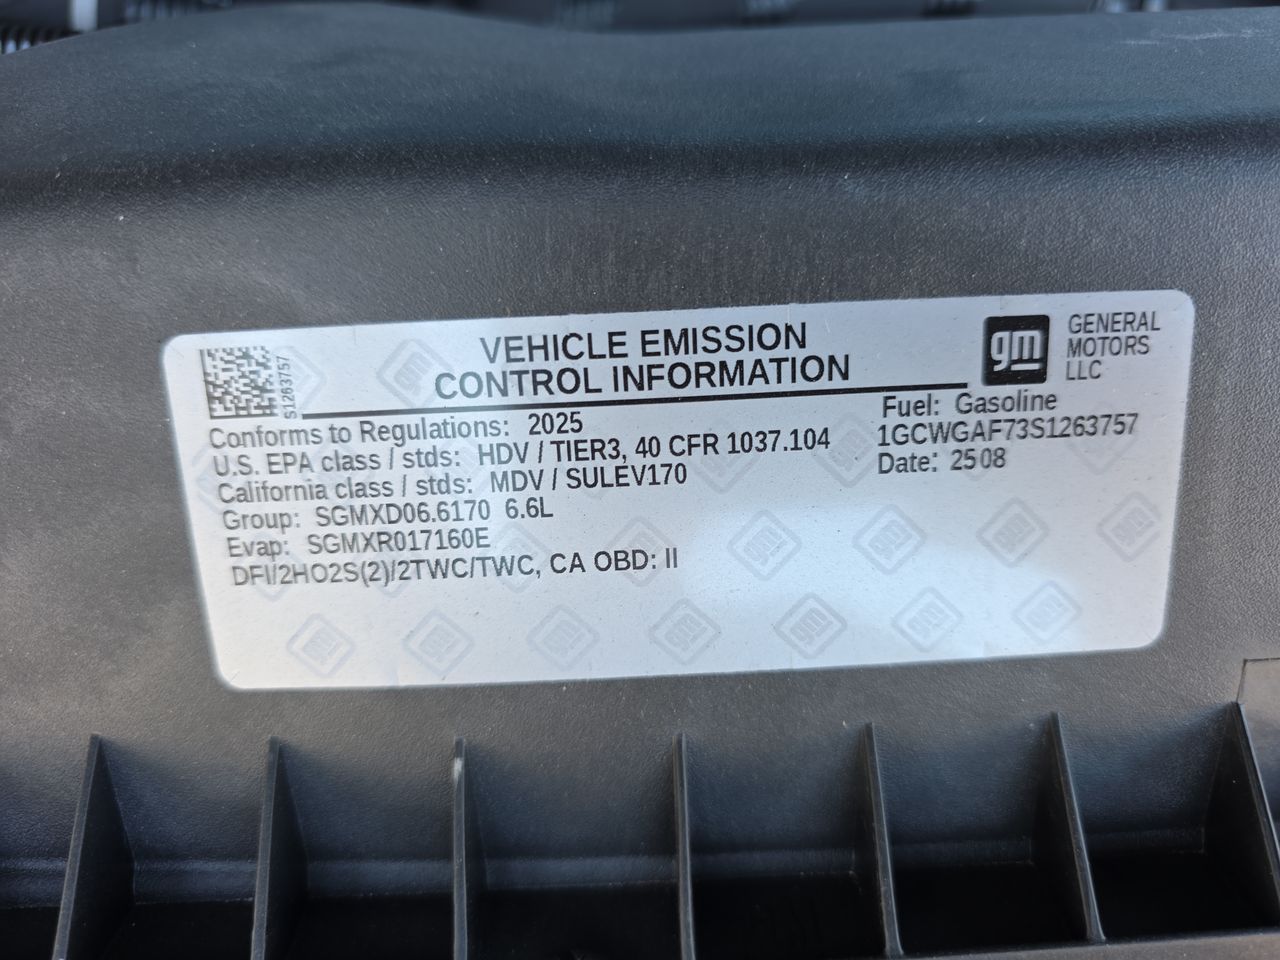 S1263757
VEHICLE EMISSION
CONTROL INFORMATION
gm
GENERAL
MOTORS
LLC
Conforms to Regulations: 2025
U.S. EPA class / stds: HDV / TIER3, 40 CFR 1037.104
California class / stds: MDV / SULEV170
Group: SGMXD06.6170 6.6L
Evap: SGMXR017160E
DFI/2HO2S(2)/2TWC/TWC, CA OBD: II
Fuel: Gasoline
1GCWGAF73S1263757
Date: 2508